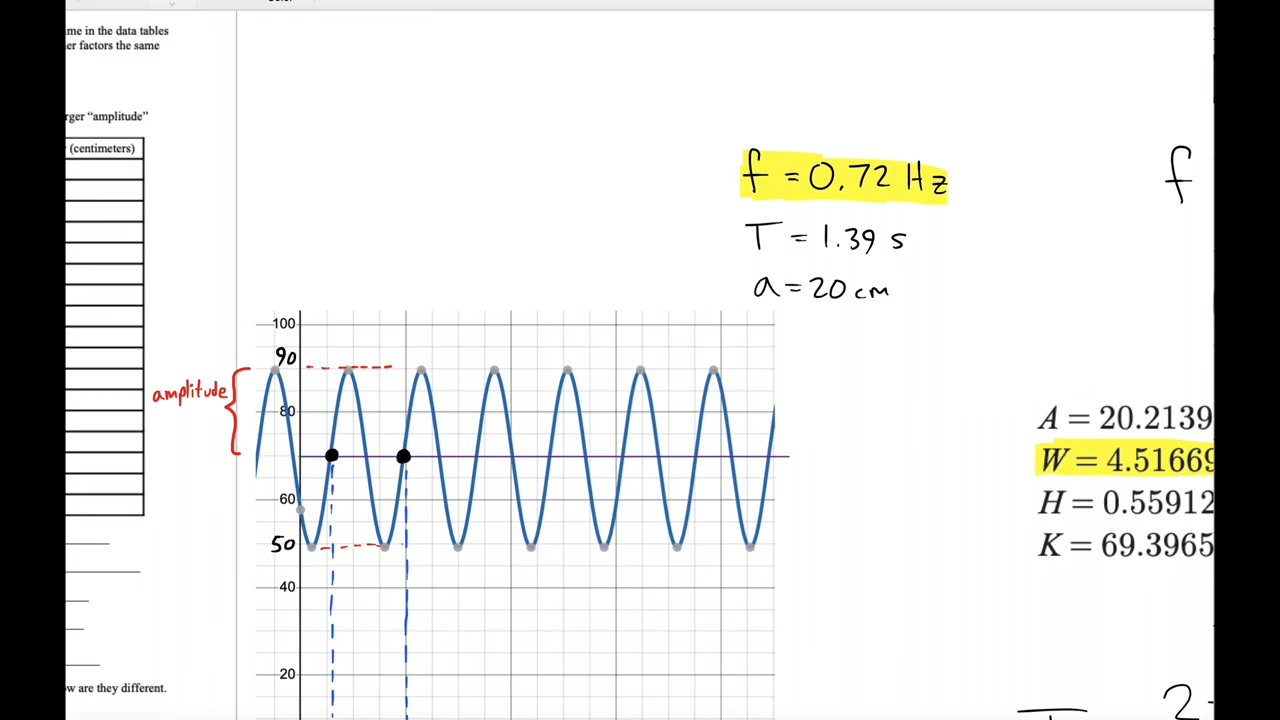 me in the data tables
er factors the same
rger “amplitude”
(centimeters)
ow are they different.
f = 0.72 Hz
T = 1.39 s
a = 20 cm
f
100
90
80
60
50
40
20
amplitude
A = 20.2139
W = 4.51669
H = 0.55912
K = 69.3965
2